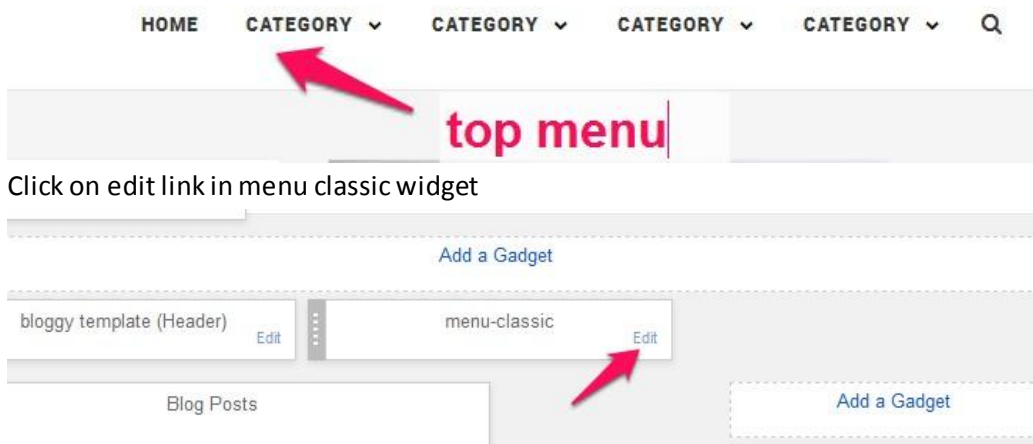 HOME CATEGORY CATEGORY CATEGORY CATEGORY
top menu
Click on edit link in menu classic widget
Add a Gadget
bloggy template (Header) Edit menu-classic Edit
Blog Posts Add a Gadget